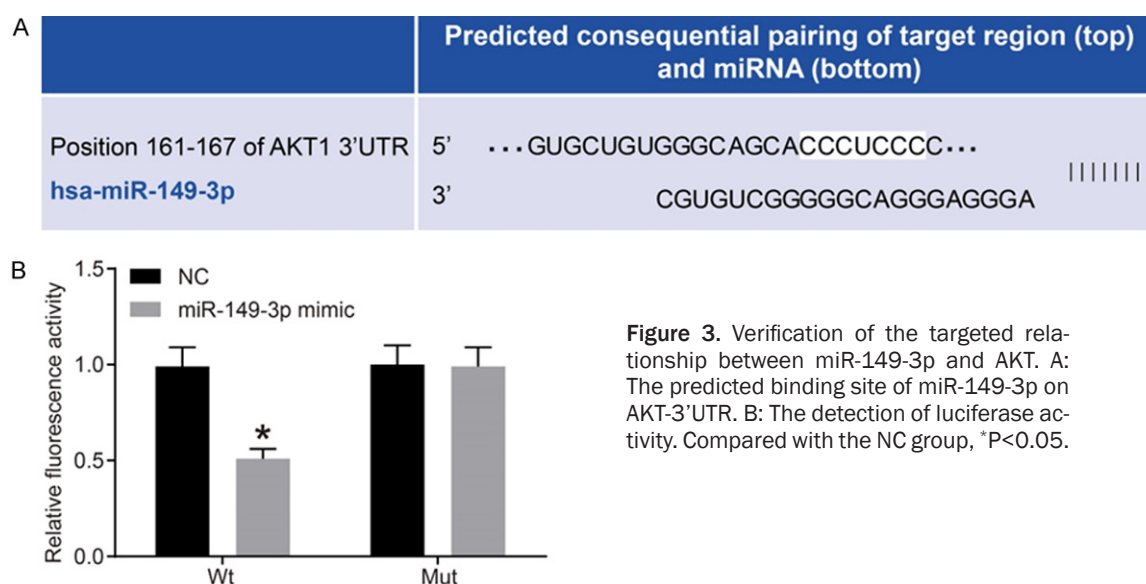 A
Predicted consequential pairing of target region (top)
and miRNA (bottom)
Position 161-167 of AKT1 3'UTR 5' ...GUGCUGUGGGCAGCACCCUCCCC...
|||||||
hsa-miR-149-3p 3' CGUGUCGGGGGCAGGGAGGGA
B
Relative fluorescence activity
1.5
1.0
0.5
0.0
NC
miR-149-3p mimic
*
Wt
Mut
Figure 3. Verification of the targeted rela-
tionship between miR-149-3p and AKT. A:
The predicted binding site of miR-149-3p on
AKT-3'UTR. B: The detection of luciferase ac-
tivity. Compared with the NC group, *P<0.05.